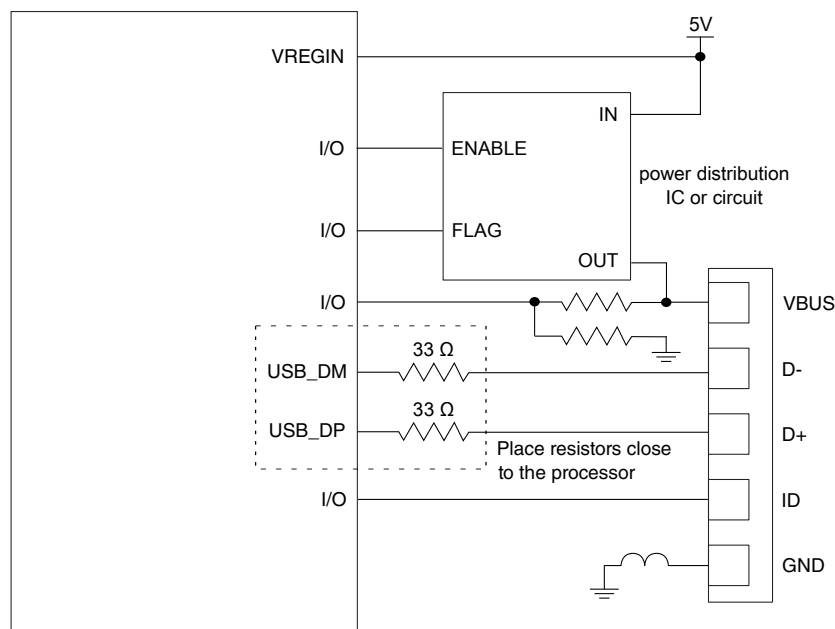 5V
VREGIN
IN
I/O
ENABLE
power distribution
IC or circuit
I/O
FLAG
OUT
I/O
VBUS
33 Ω
USB_DM
D-
33 Ω
USB_DP
D+
Place resistors close
to the processor
I/O
ID
GND